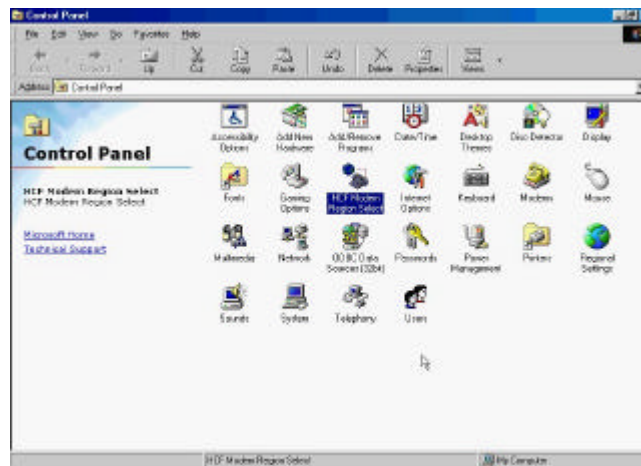 Control Panel
File Edit View Go Favorites Help
Back Forward Up Cut Copy Paste Undo Delete Properties Views
Address Control Panel
Control Panel
HCF Modem Region Select
HCF Modem Region Select
Microsoft Home
Technical Support
Accessibility Options
Add New Hardware
Add/Remove Programs
Date/Time
Desktop Themes
Disc Detector
Display
Fonts
Gaming Options
HCF Modem Region Select
Internet Options
Keyboard
Modems
Mouse
Multimedia
Network
ODBC Data Sources (32bit)
Passwords
Power Management
Printers
Regional Settings
Sounds
System
Telephony
Users
HCF Modem Region Select
My Computer